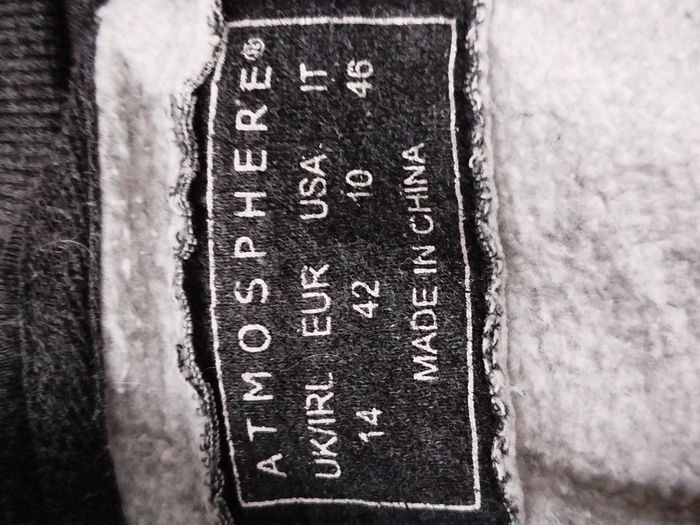 ATMOSPHERE®
UK/IRL EUR USA IT
14 42 10 46
MADE IN CHINA